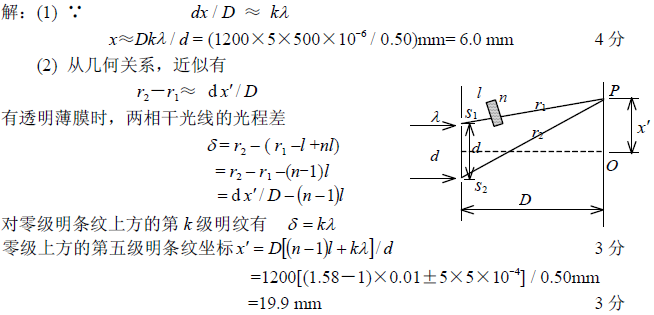 解：(1) ∵ dx / D ≈ kλ
x≈Dkλ / d = (1200×5×500×10⁻⁶ / 0.50)mm= 6.0 mm 4分
(2) 从几何关系，近似有
r₂－r₁≈ dx′/D
有透明薄膜时，两相干光线的光程差
δ = r₂ – ( r₁ –l +nl)
= r₂ – r₁ –(n–1)l
= dx′/D – (n – 1)l
对零级明条纹上方的第 k 级明纹有 δ = kλ
零级上方的第五级明条纹坐标 x′ = D[(n – 1)l + kλ]/ d 3分
=1200[(1.58－1)×0.01±5×5×10⁻⁴] / 0.50mm
=19.9 mm 3分
l
n
P
λ
s₁
r₁
r₂
x′
d
d
O
s₂
D